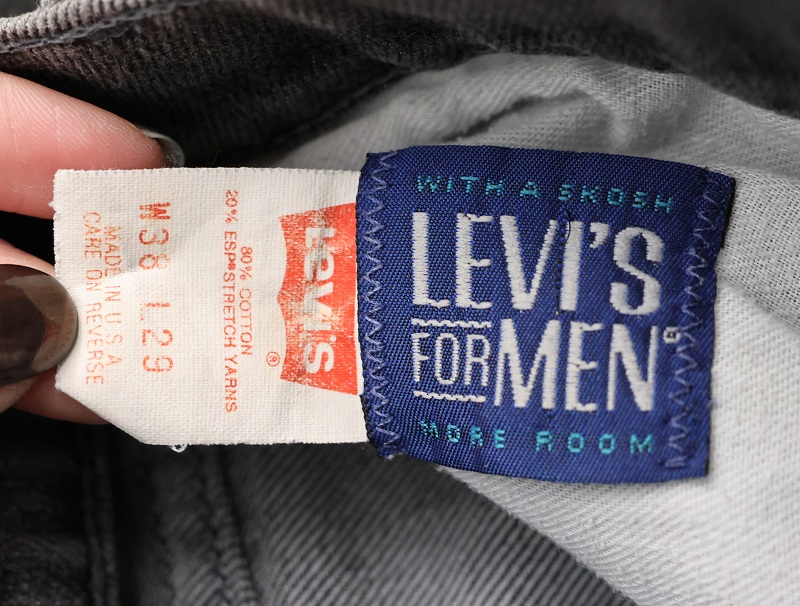 WITH A SKOSH
LEVI'S
FOR MEN
MORE ROOM
Levi's
®
80% COTTON
20% ESP® STRETCH YARNS
W38 L29
MADE IN U.S.A.
CARE ON REVERSE